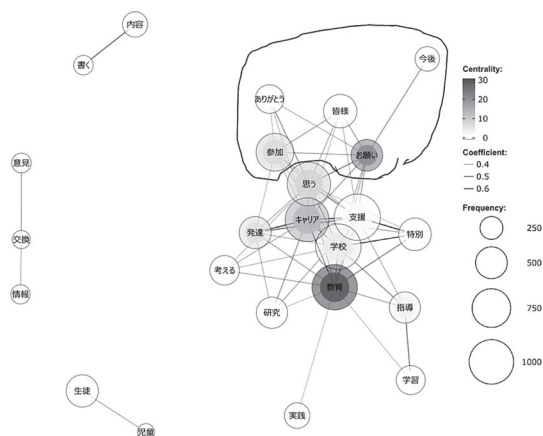 内容
書く
今後
Centrality:
30
20
10
0
ありがとう
皆様
参加
お願い
Coefficient:
0.4
0.5
0.6
意見
思う
キャリア
支援
Frequency:
250
発達
学校
特別
交換
500
考える
教育
情報
研究
指導
750
1000
学習
生徒
実践
児童